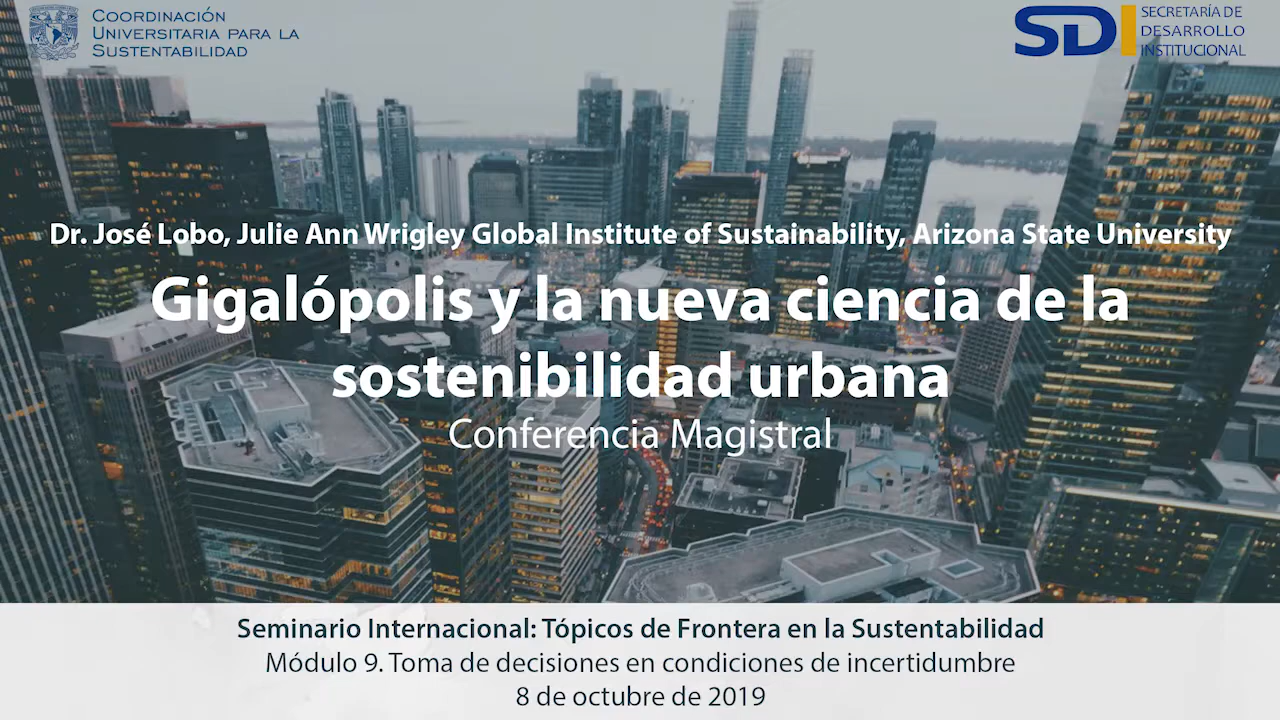 COORDINACIÓN
UNIVERSITARIA PARA LA
SUSTENTABILIDAD
SDI
SECRETARÍA DE
DESARROLLO
INSTITUCIONAL
Dr. José Lobo, Julie Ann Wrigley Global Institute of Sustainability, Arizona State University
Gigalópolis y la nueva ciencia de la
sostenibilidad urbana
Conferencia Magistral
Seminario Internacional: Tópicos de Frontera en la Sustentabilidad
Módulo 9. Toma de decisiones en condiciones de incertidumbre
8 de octubre de 2019